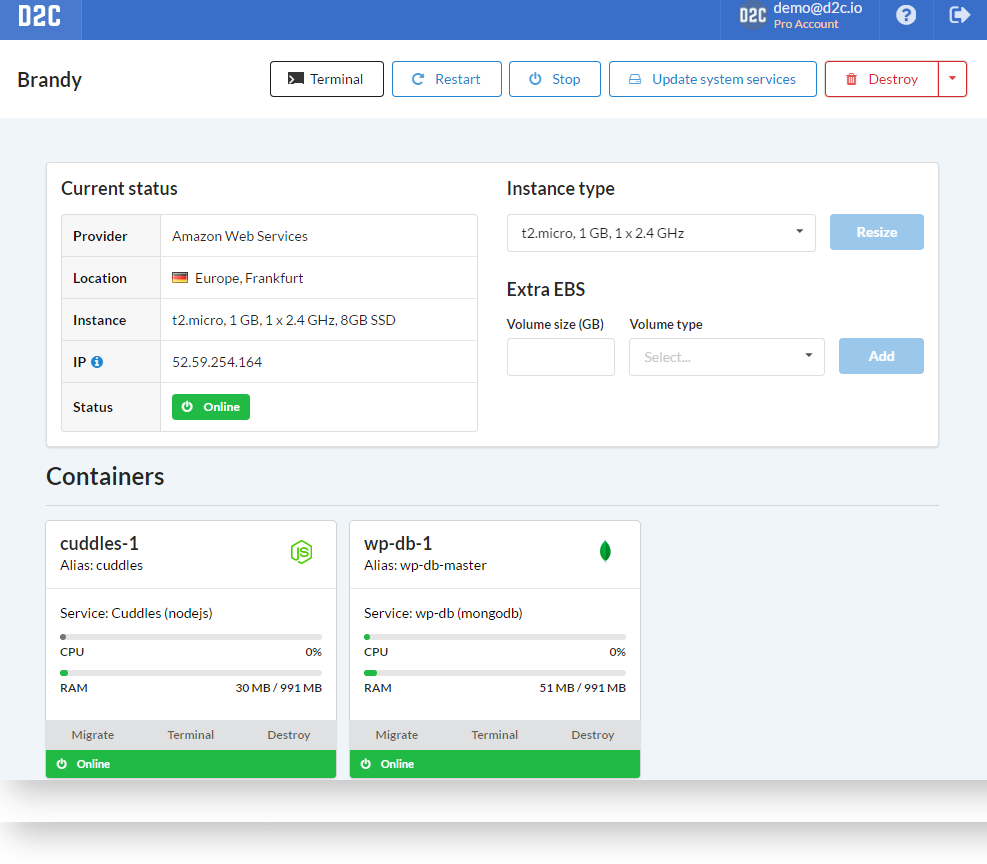 D2C
D2C demo@d2c.io
Pro Account
?
Brandy
Terminal
Restart
Stop
Update system services
Destroy
Current status
Provider Amazon Web Services
Location Europe, Frankfurt
Instance t2.micro, 1 GB, 1 x 2.4 GHz, 8GB SSD
IP i 52.59.254.164
Status Online
Instance type
t2.micro, 1 GB, 1 x 2.4 GHz
Resize
Extra EBS
Volume size (GB) Volume type
Select...
Add
Containers
cuddles-1
JS
Alias: cuddles
Service: Cuddles (nodejs)
CPU 0%
RAM 30 MB / 991 MB
Migrate Terminal Destroy
Online
wp-db-1
Alias: wp-db-master
Service: wp-db (mongodb)
CPU 0%
RAM 51 MB / 991 MB
Migrate Terminal Destroy
Online